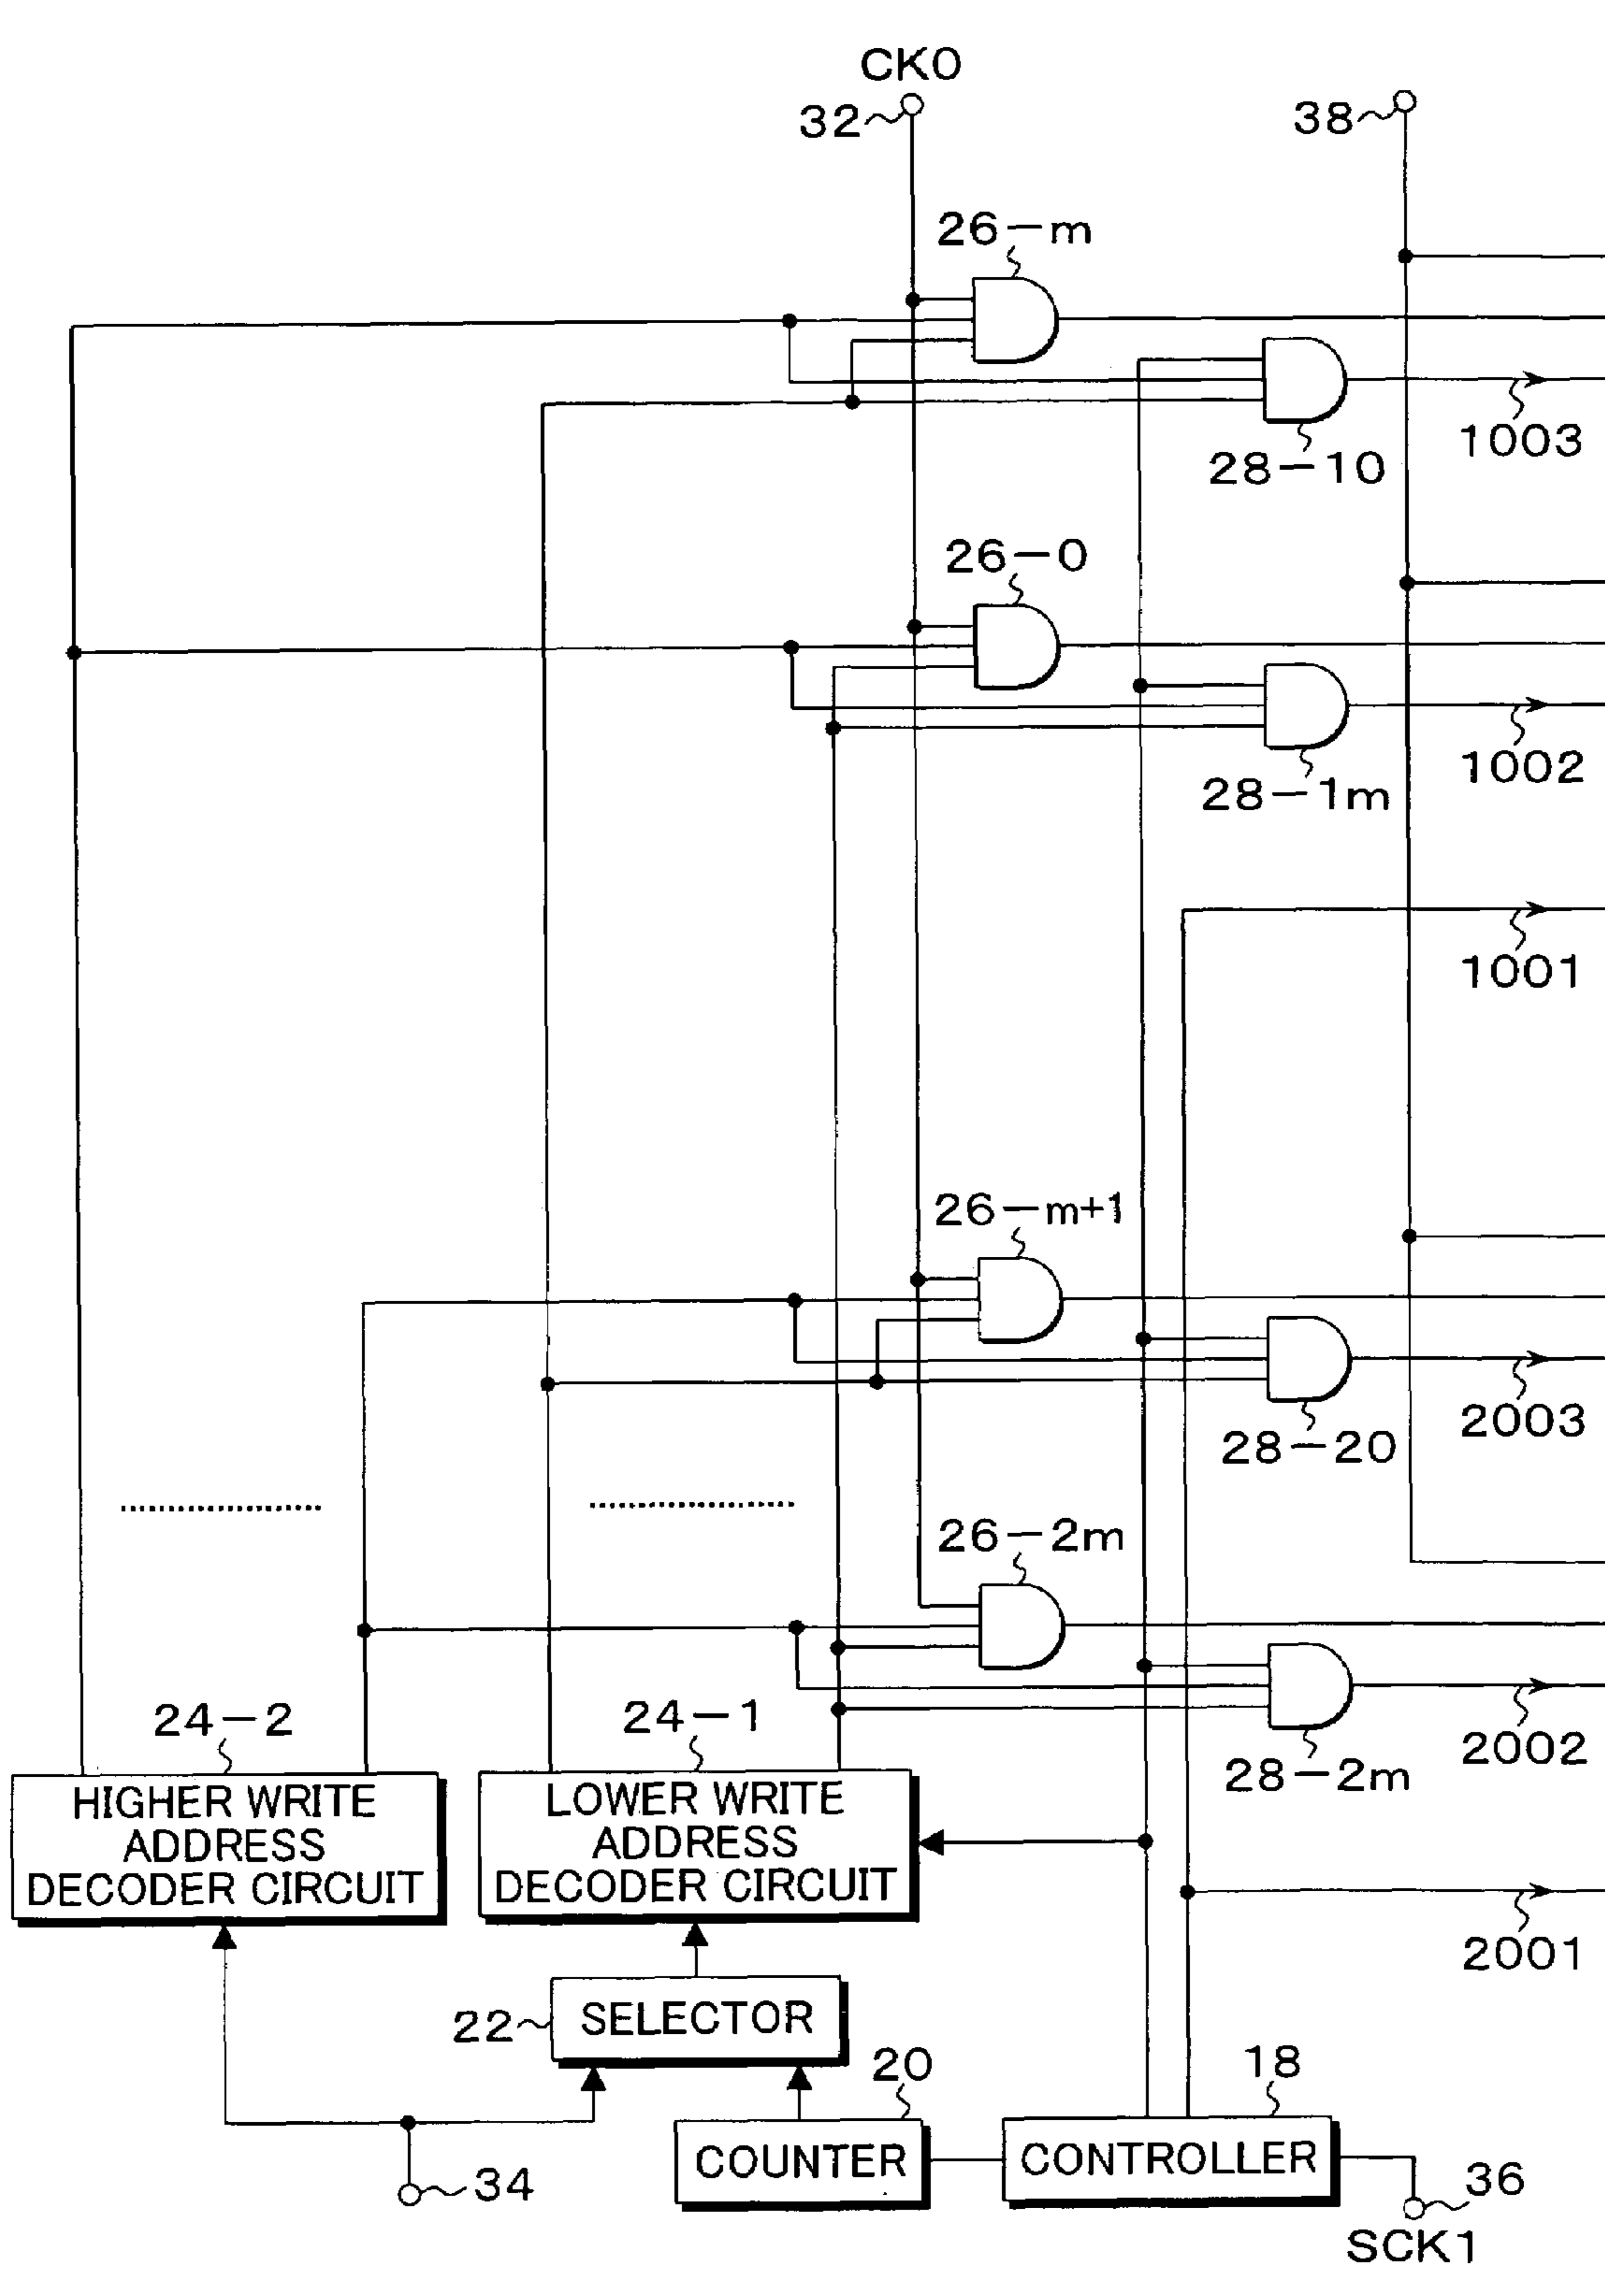 CK0
32
38
26-m
1003
28-10
26-0
1002
28-1m
1001
26-m+1
2003
28-20
26-2m
24-2
24-1
2002
28-2m
HIGHER WRITE
ADDRESS
DECODER CIRCUIT
LOWER WRITE
ADDRESS
DECODER CIRCUIT
2001
22
SELECTOR
20
18
COUNTER
CONTROLLER
34
36
SCK1